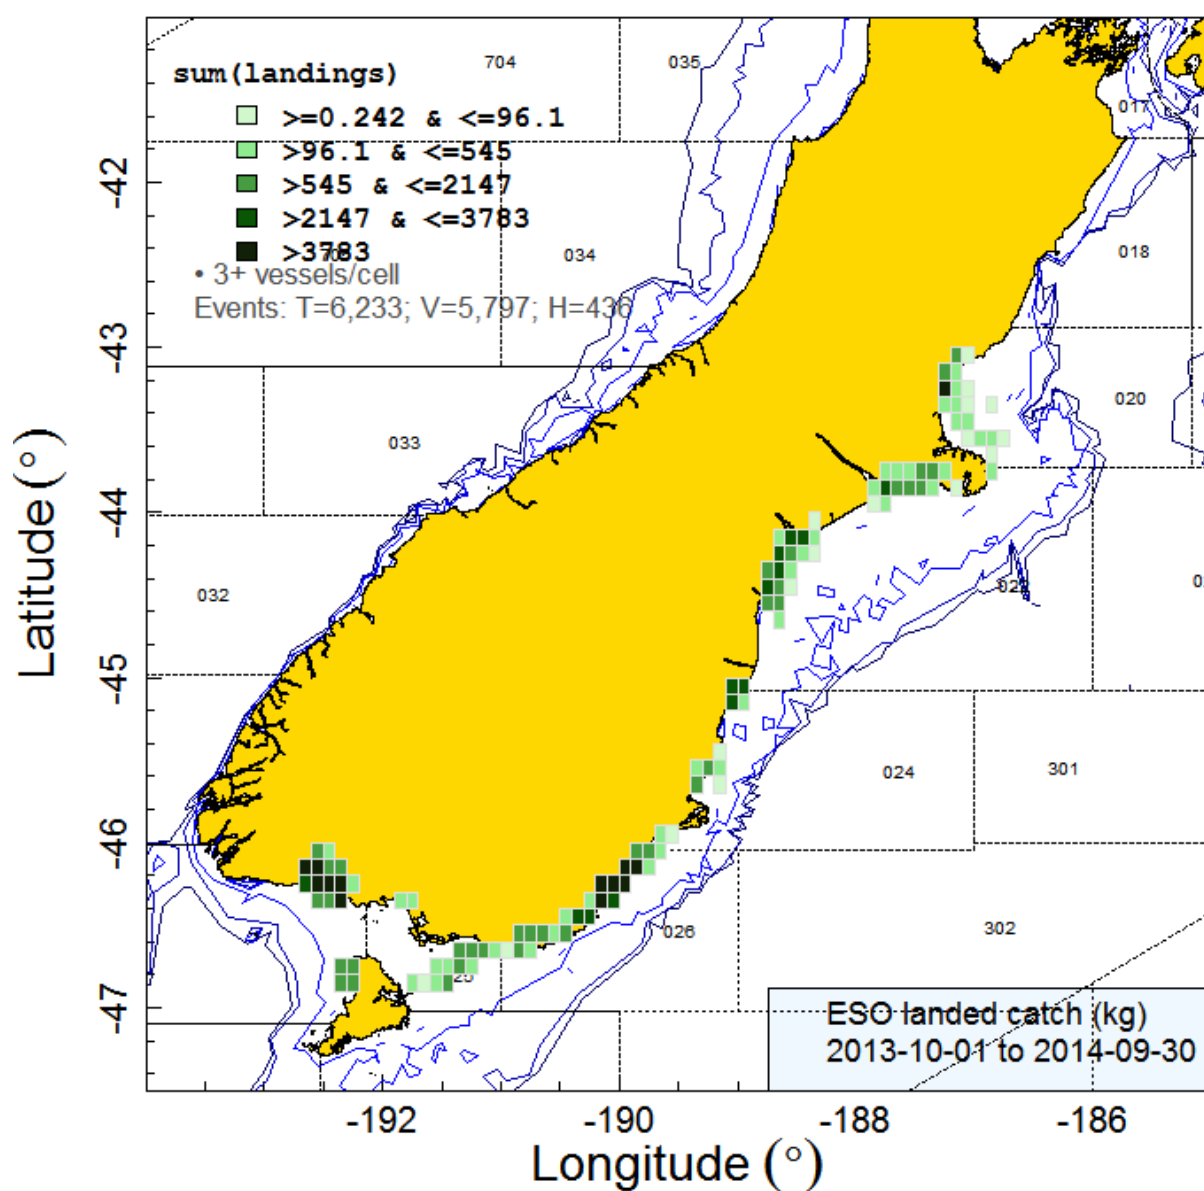 704
035
017
sum(landings)
>=0.242 & <=96.1
>96.1 & <=545
>545 & <=2147
>2147 & <=3783
>3783
• 3+ vessels/cell
Events: T=6,233; V=5,797; H=436
034
018
033
020
032
022
024
301
026
302
ESO landed catch (kg)
2013-10-01 to 2014-09-30
-42
-43
-44
-45
-46
-47
Latitude (°)
-192
-190
-188
-186
Longitude (°)